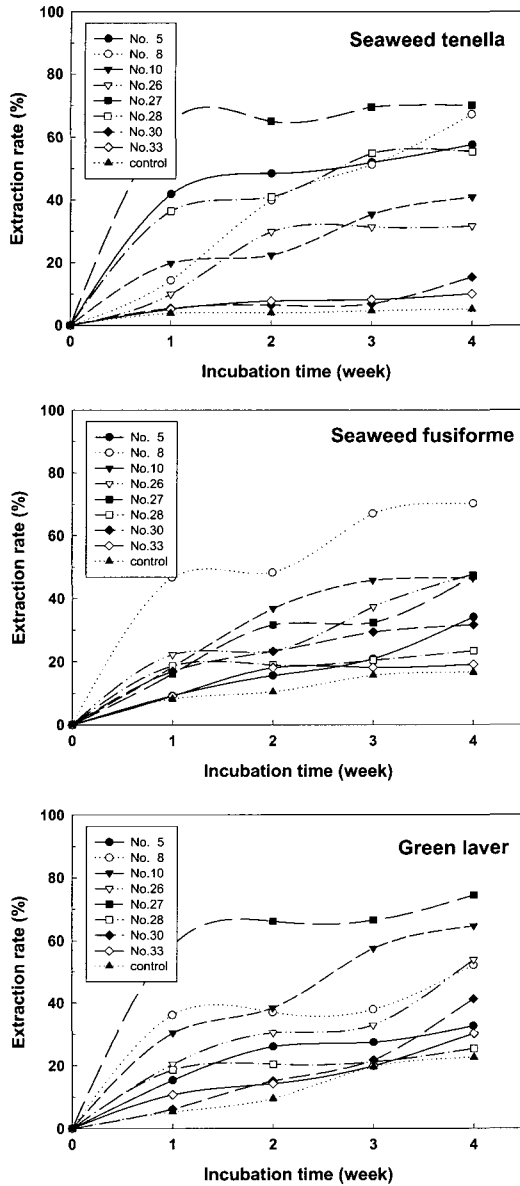 Seaweed tenella
No. 5
No. 8
No.10
No.26
No.27
No.28
No.30
No.33
control
100
80
60
40
20
0
Extraction rate (%)
0 1 2 3 4
Incubation time (week)
Seaweed fusiforme
No. 5
No. 8
No.10
No.26
No.27
No.28
No.30
No.33
control
100
80
60
40
20
0
Extraction rate (%)
0 1 2 3 4
Incubation time (week)
Green laver
No. 5
No. 8
No.10
No.26
No.27
No.28
No.30
No.33
control
100
80
60
40
20
0
Extraction rate (%)
0 1 2 3 4
Incubation time (week)